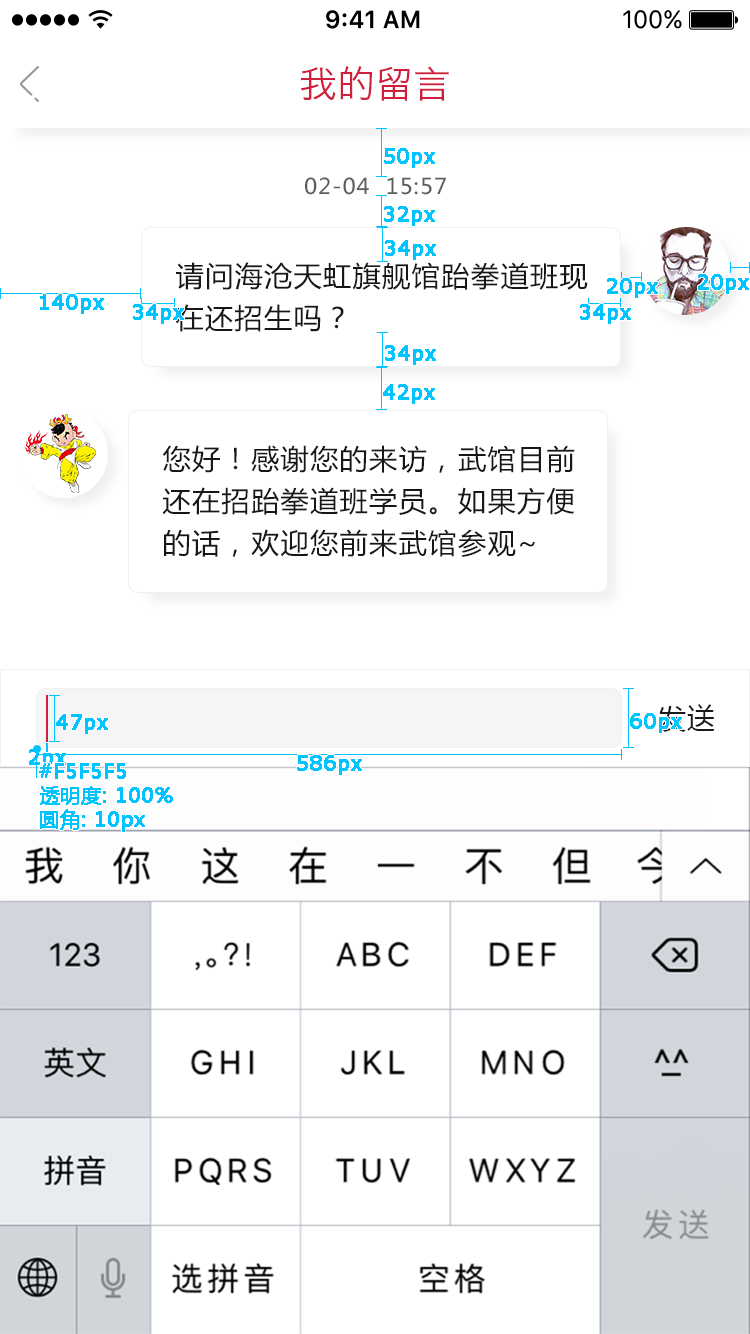 9:41 AM 100%
我的留言
50px
02-04 15:57
32px
34px
请问海沧天虹旗舰馆跆拳道班现
20px 20px
140px 34px 34px
在还招生吗？
34px
42px
您好！感谢您的来访，武馆目前
还在招跆拳道班学员。如果方便
的话，欢迎您前来武馆参观~
47px 60px 发送
2px 586px
#F5F5F5
透明度: 100%
圆角: 10px
我 你 这 在 一 不 但 今
123 ,。?! ABC DEF
英文 GHI JKL MNO ^^
拼音 PQRS TUV WXYZ
发送
选拼音 空格